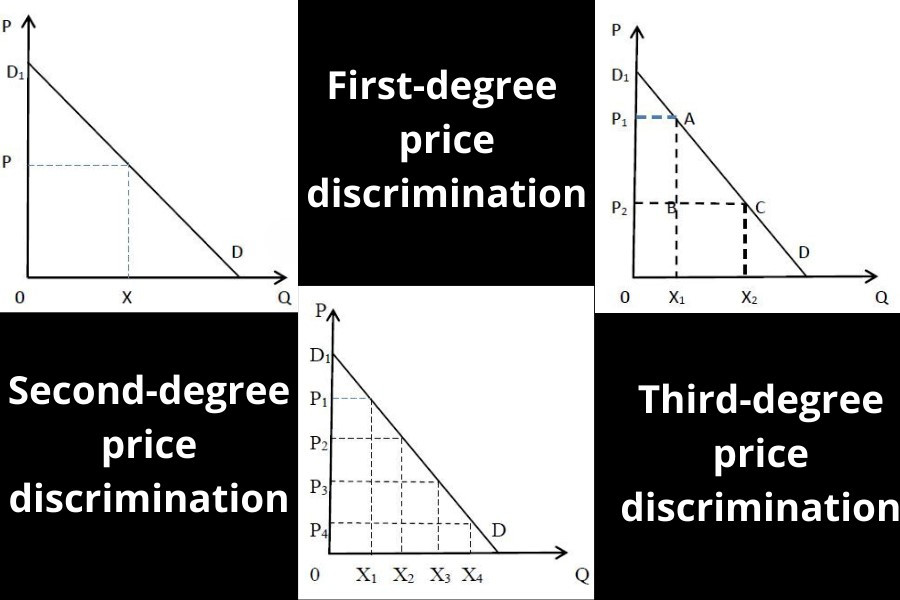 P
D₁
P
D
0
X
Q
First-degree
price
discrimination
P
D₁
P₁
A
P₂
B
C
D
0
X₁
X₂
Q
Second-degree
price
discrimination
P
D₁
P₁
P₂
P₃
P₄
D
0
X₁
X₂
X₃
X₄
Q
Third-degree
price
discrimination